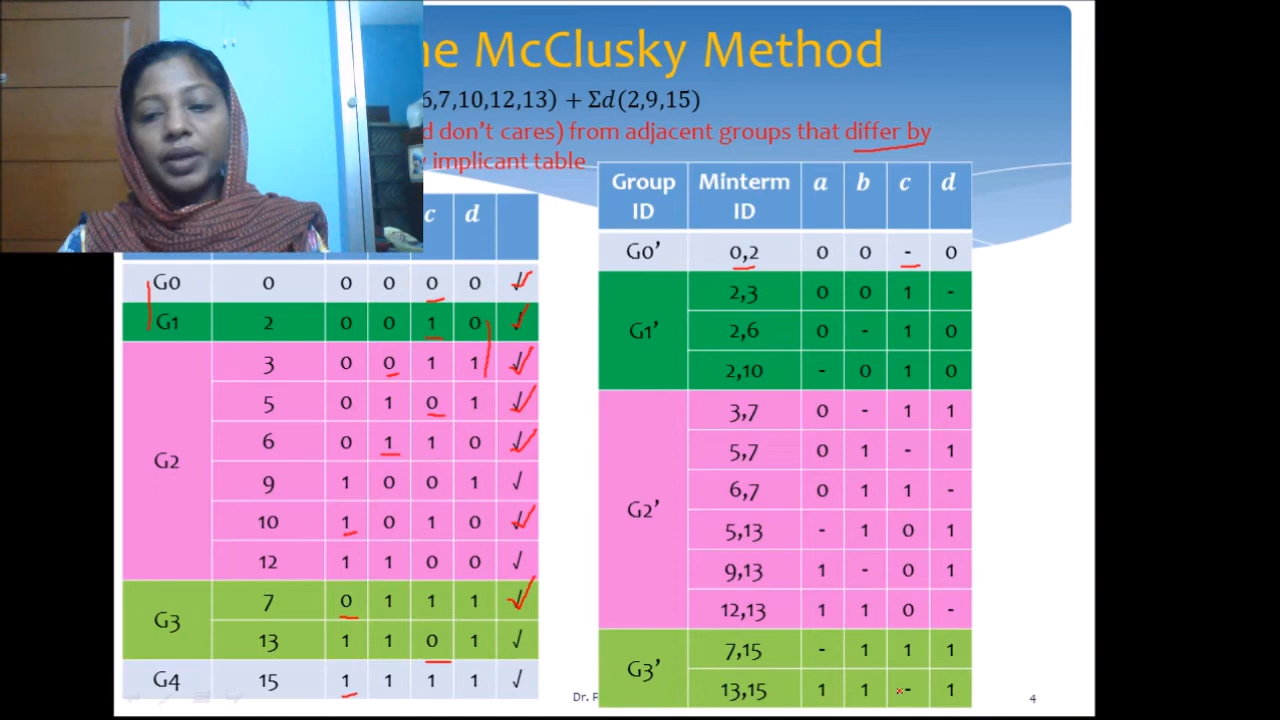 ne McClusky Method
6,7,10,12,13) + Σd(2,9,15)
d don't cares) from adjacent groups that differ by
y implicant table
c d
G0 0 0 0 0 0 √
G1 2 0 0 1 0 √
G2
3 0 0 1 1 √
5 0 1 0 1 √
6 0 1 1 0 √
9 1 0 0 1 √
10 1 0 1 0 √
12 1 1 0 0 √
G3
7 0 1 1 1 √
13 1 1 0 1 √
G4 15 1 1 1 1 √
Group ID Minterm ID a b c d
G0' 0,2 0 0 - 0
G1'
2,3 0 0 1 -
2,6 0 - 1 0
2,10 - 0 1 0
G2'
3,7 0 - 1 1
5,7 0 1 - 1
6,7 0 1 1 -
5,13 - 1 0 1
9,13 1 - 0 1
12,13 1 1 0 -
G3'
7,15 - 1 1 1
13,15 1 1 - 1
Dr. F
4